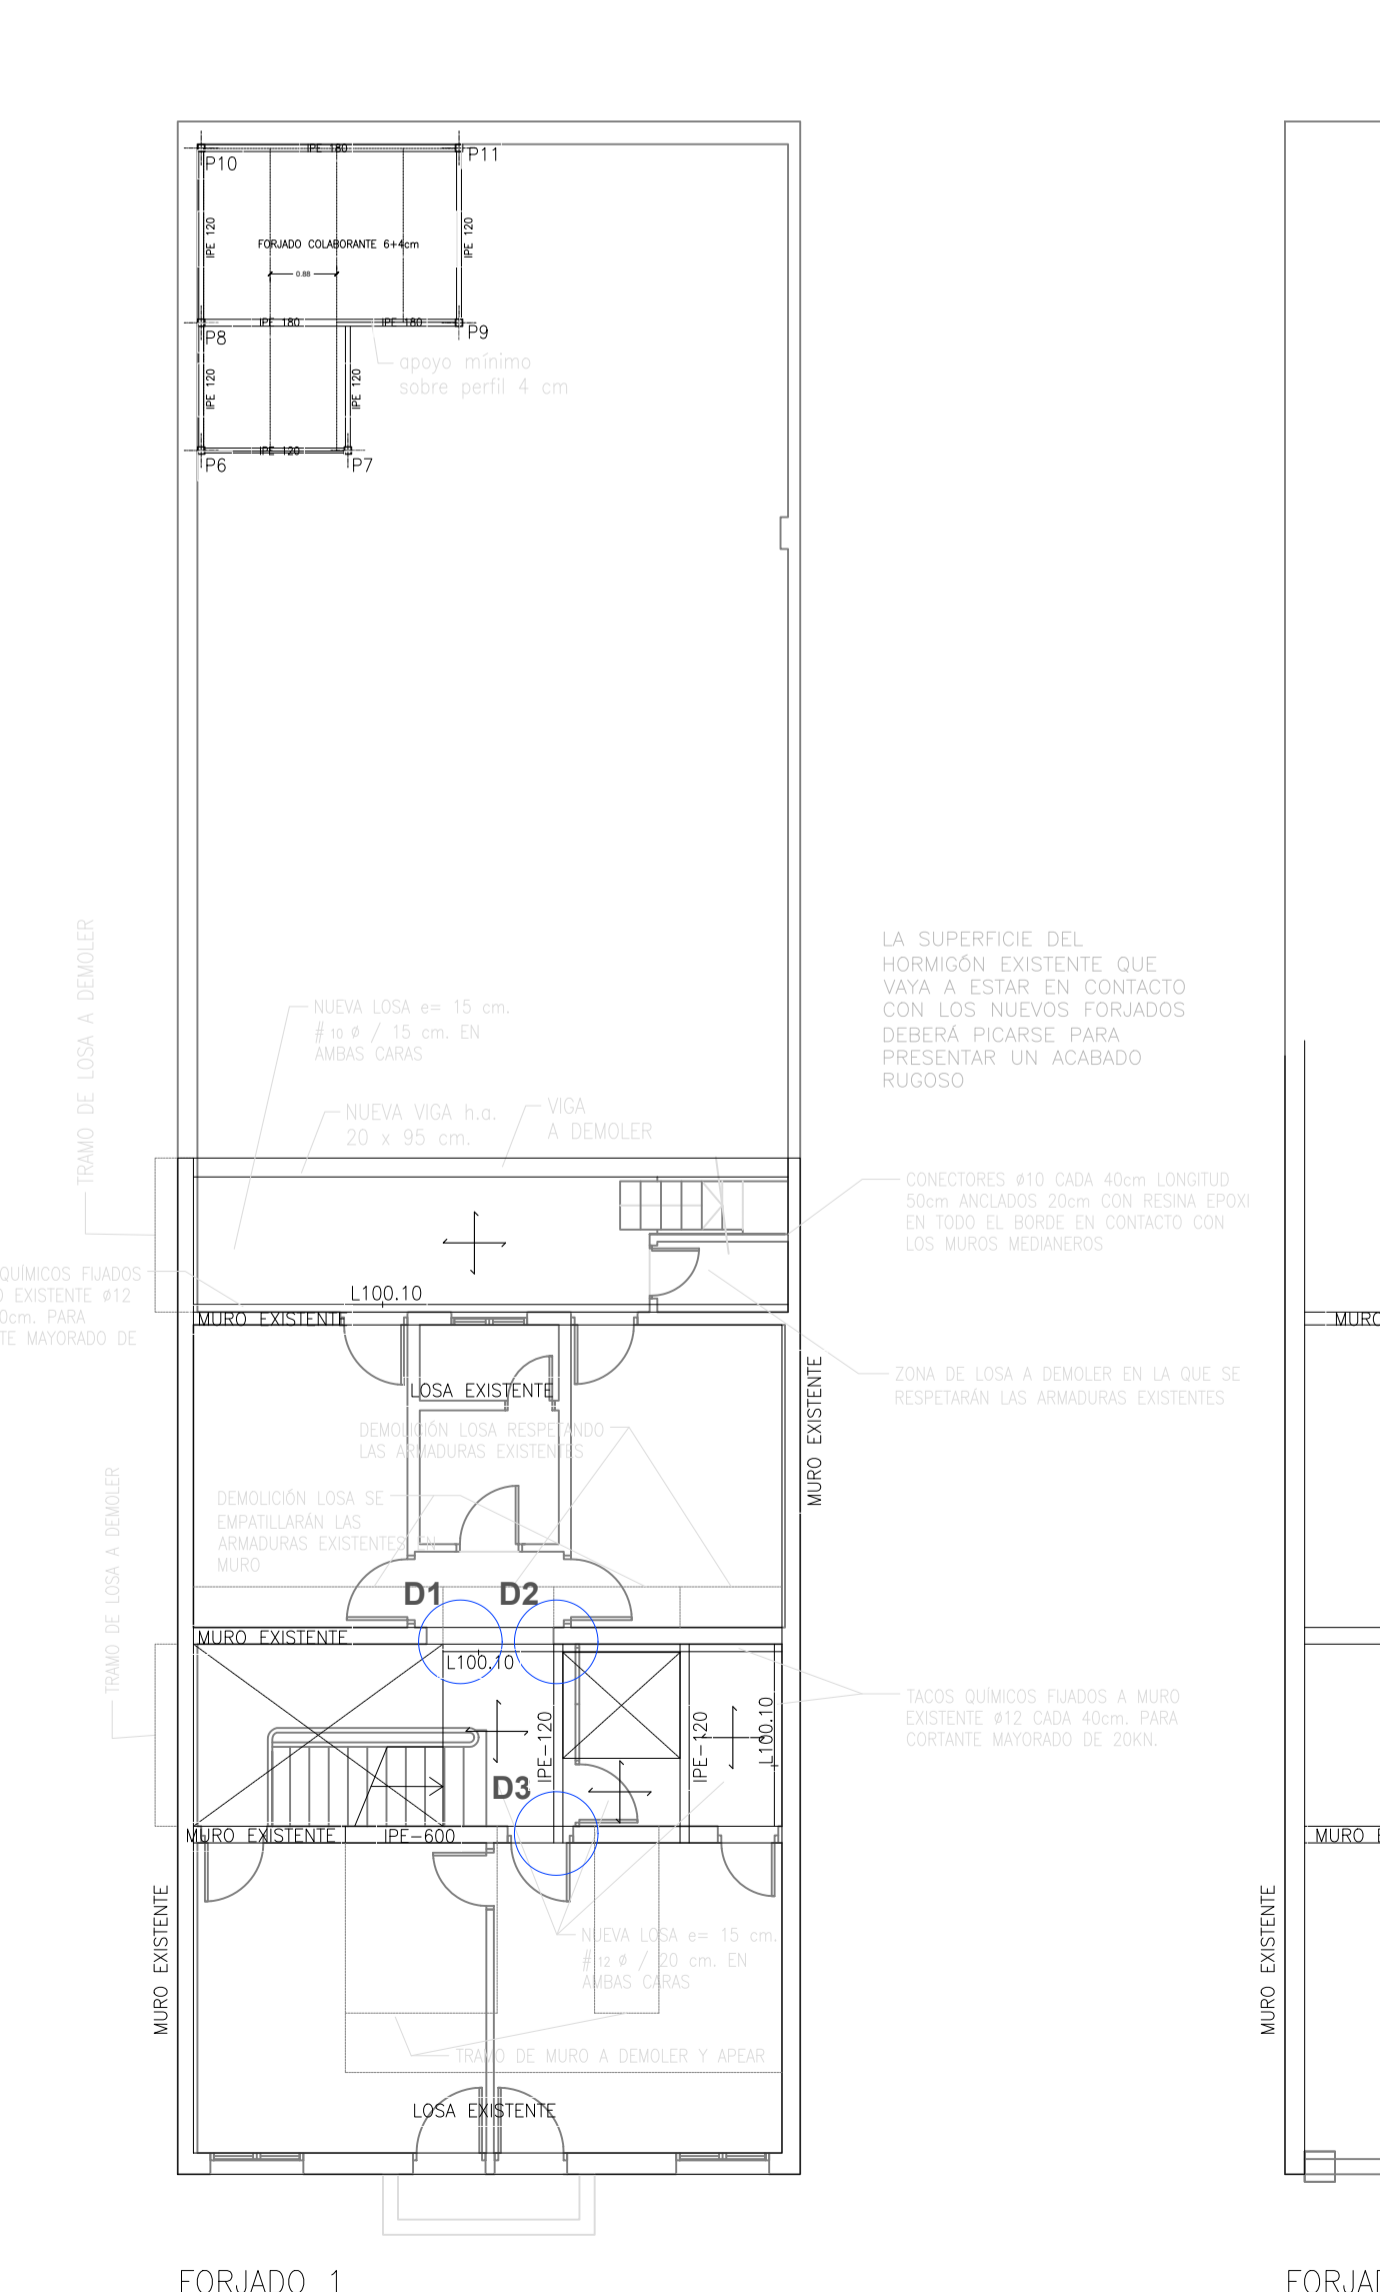 IPE 180
P10
P11
IPE 120
IPE 120
FORJADO COLABORANTE 6+4cm
0.88
IPE 180
IPE 180
P8
P9
apoyo mínimo
sobre perfil 4 cm
IPE 120
IPE 120
IPE 120
P6
P7
TRAMO DE LOSA A DEMOLER
LA SUPERFICIE DEL
HORMIGÓN EXISTENTE QUE
VAYA A ESTAR EN CONTACTO
CON LOS NUEVOS FORJADOS
DEBERÁ PICARSE PARA
PRESENTAR UN ACABADO
RUGOSO
NUEVA LOSA e= 15 cm.
# 10 ø / 15 cm. EN
AMBAS CARAS
NUEVA VIGA h.a.
20 x 95 cm.
VIGA
A DEMOLER
CONECTORES ø10 CADA 40cm LONGITUD
50cm ANCLADOS 20cm CON RESINA EPOXI
EN TODO EL BORDE EN CONTACTO CON
LOS MUROS MEDIANEROS
QUÍMICOS FIJADOS
O EXISTENTE ø12
0cm. PARA
TE MAYORADO DE
L100.10
MURO EXISTENTE
MURO
MURO EXISTENTE
ZONA DE LOSA A DEMOLER EN LA QUE SE
RESPETARÁN LAS ARMADURAS EXISTENTES
LOSA EXISTENTE
DEMOLICIÓN LOSA RESPETANDO
LAS ARMADURAS EXISTENTES
TRAMO DE LOSA A DEMOLER
DEMOLICIÓN LOSA SE
EMPATILLARÁN LAS
ARMADURAS EXISTENTES EN
MURO
D1
D2
MURO EXISTENTE
L100.10
IPE-120
IPE-120
L100.10
TACOS QUÍMICOS FIJADOS A MURO
EXISTENTE ø12 CADA 40cm. PARA
CORTANTE MAYORADO DE 20KN.
D3
MURO EXISTENTE
IPE-600
MURO E
MURO EXISTENTE
MURO EXISTENTE
NUEVA LOSA e= 15 cm.
# 12 ø / 20 cm. EN
AMBAS CARAS
TRAMO DE MURO A DEMOLER Y APEAR
LOSA EXISTENTE
FORJADO 1
FORJAD